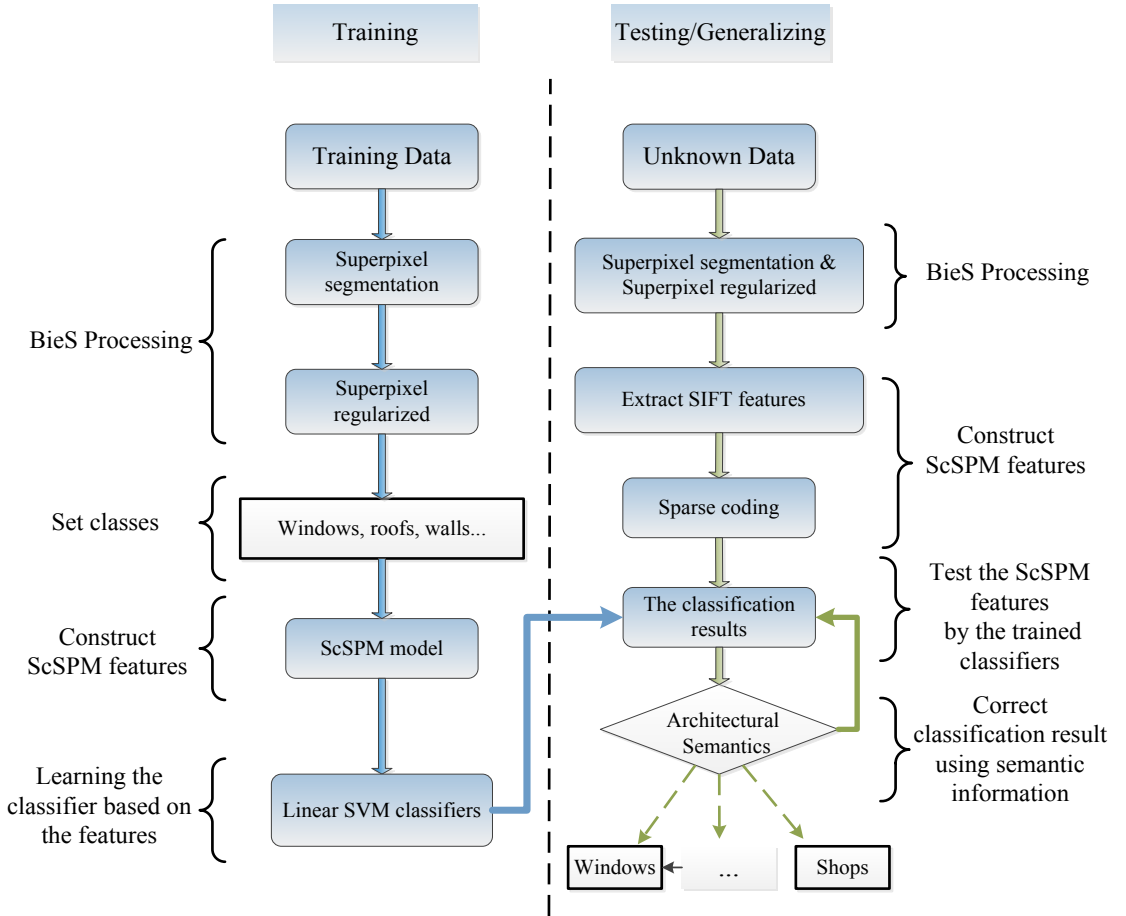 Training
Testing/Generalizing
Training Data
Superpixel
segmentation
BieS Processing
Superpixel
regularized
Set classes
Windows, roofs, walls...
Construct
ScSPM features
ScSPM model
Learning the
classifier based on
the features
Linear SVM classifiers
Unknown Data
Superpixel segmentation &
Superpixel regularized
BieS Processing
Extract SIFT features
Construct
ScSPM features
Sparse coding
The classification
results
Test the ScSPM
features
by the trained
classifiers
Architectural
Semantics
Correct
classification result
using semantic
information
Windows
...
Shops